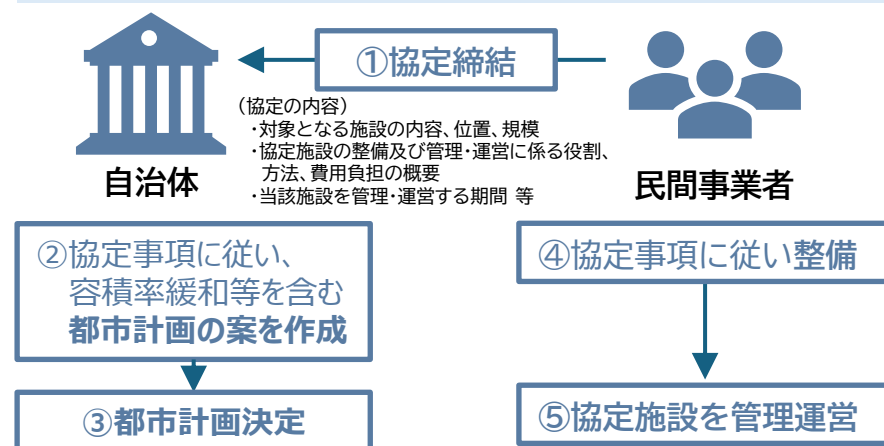 ①協定締結
(協定の内容)
・対象となる施設の内容、位置、規模
・協定施設の整備及び管理・運営に係る役割、
方法、費用負担の概要
・当該施設を管理・運営する期間 等
自治体
民間事業者
②協定事項に従い、
容積率緩和等を含む
都市計画の案を作成
③都市計画決定
④協定事項に従い整備
⑤協定施設を管理運営